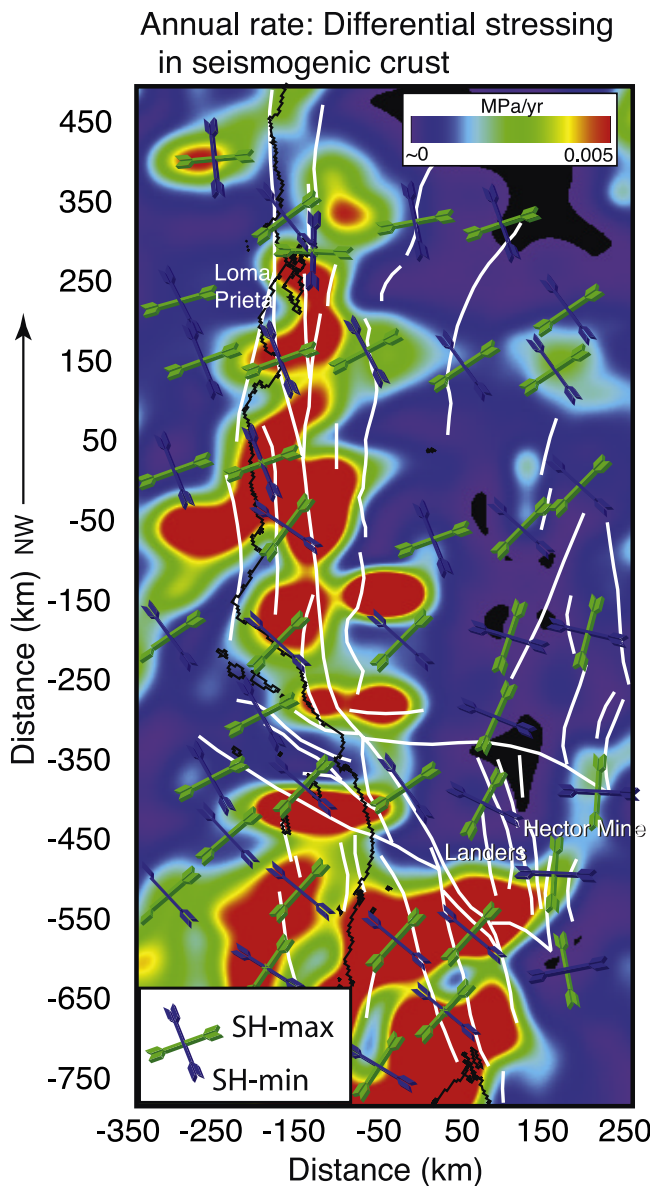 Annual rate: Differential stressing
in seismogenic crust
MPa/yr
~0
0.005
450
350
250
150
50
-50
-150
-250
-350
-450
-550
-650
-750
Distance (km) NW
Loma
Prieta
Hector Mine
Landers
SH-max
SH-min
-350 -250 -150 -50 50 150 250
Distance (km)